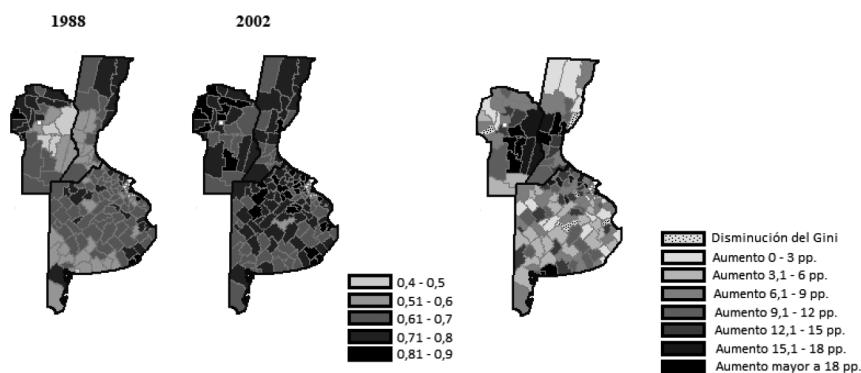 1988
2002
0,4 - 0,5
0,51 - 0,6
0,61 - 0,7
0,71 - 0,8
0,81 - 0,9
Disminución del Gini
Aumento 0 - 3 pp.
Aumento 3,1 - 6 pp.
Aumento 6,1 - 9 pp.
Aumento 9,1 - 12 pp.
Aumento 12,1 - 15 pp.
Aumento 15,1 - 18 pp.
Aumento mayor a 18 pp.